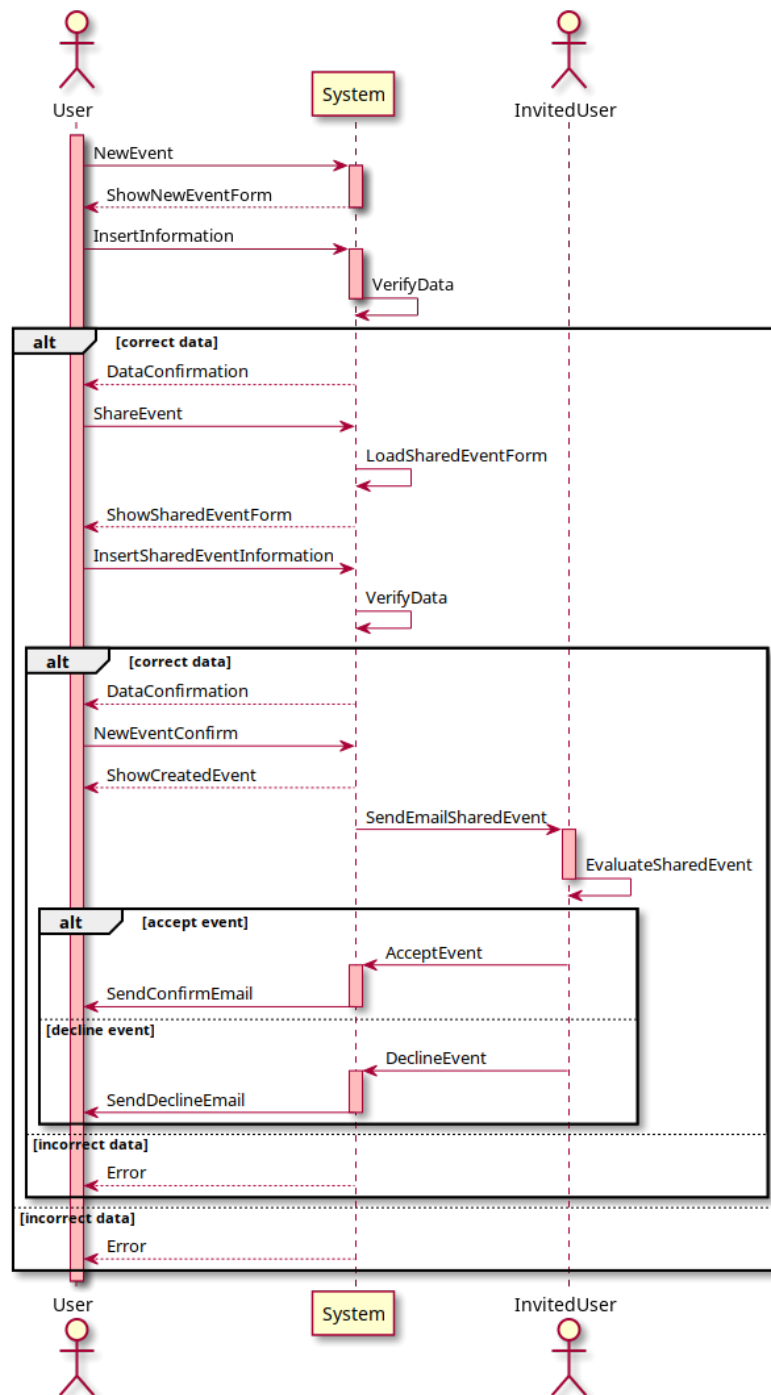 User
System
InvitedUser
NewEvent
ShowNewEventForm
InsertInformation
VerifyData
alt [correct data]
DataConfirmation
ShareEvent
LoadSharedEventForm
ShowSharedEventForm
InsertSharedEventInformation
VerifyData
alt [correct data]
DataConfirmation
NewEventConfirm
ShowCreatedEvent
SendEmailSharedEvent
EvaluateSharedEvent
alt [accept event]
AcceptEvent
SendConfirmEmail
[decline event]
DeclineEvent
SendDeclineEmail
[incorrect data]
Error
[incorrect data]
Error
User
System
InvitedUser